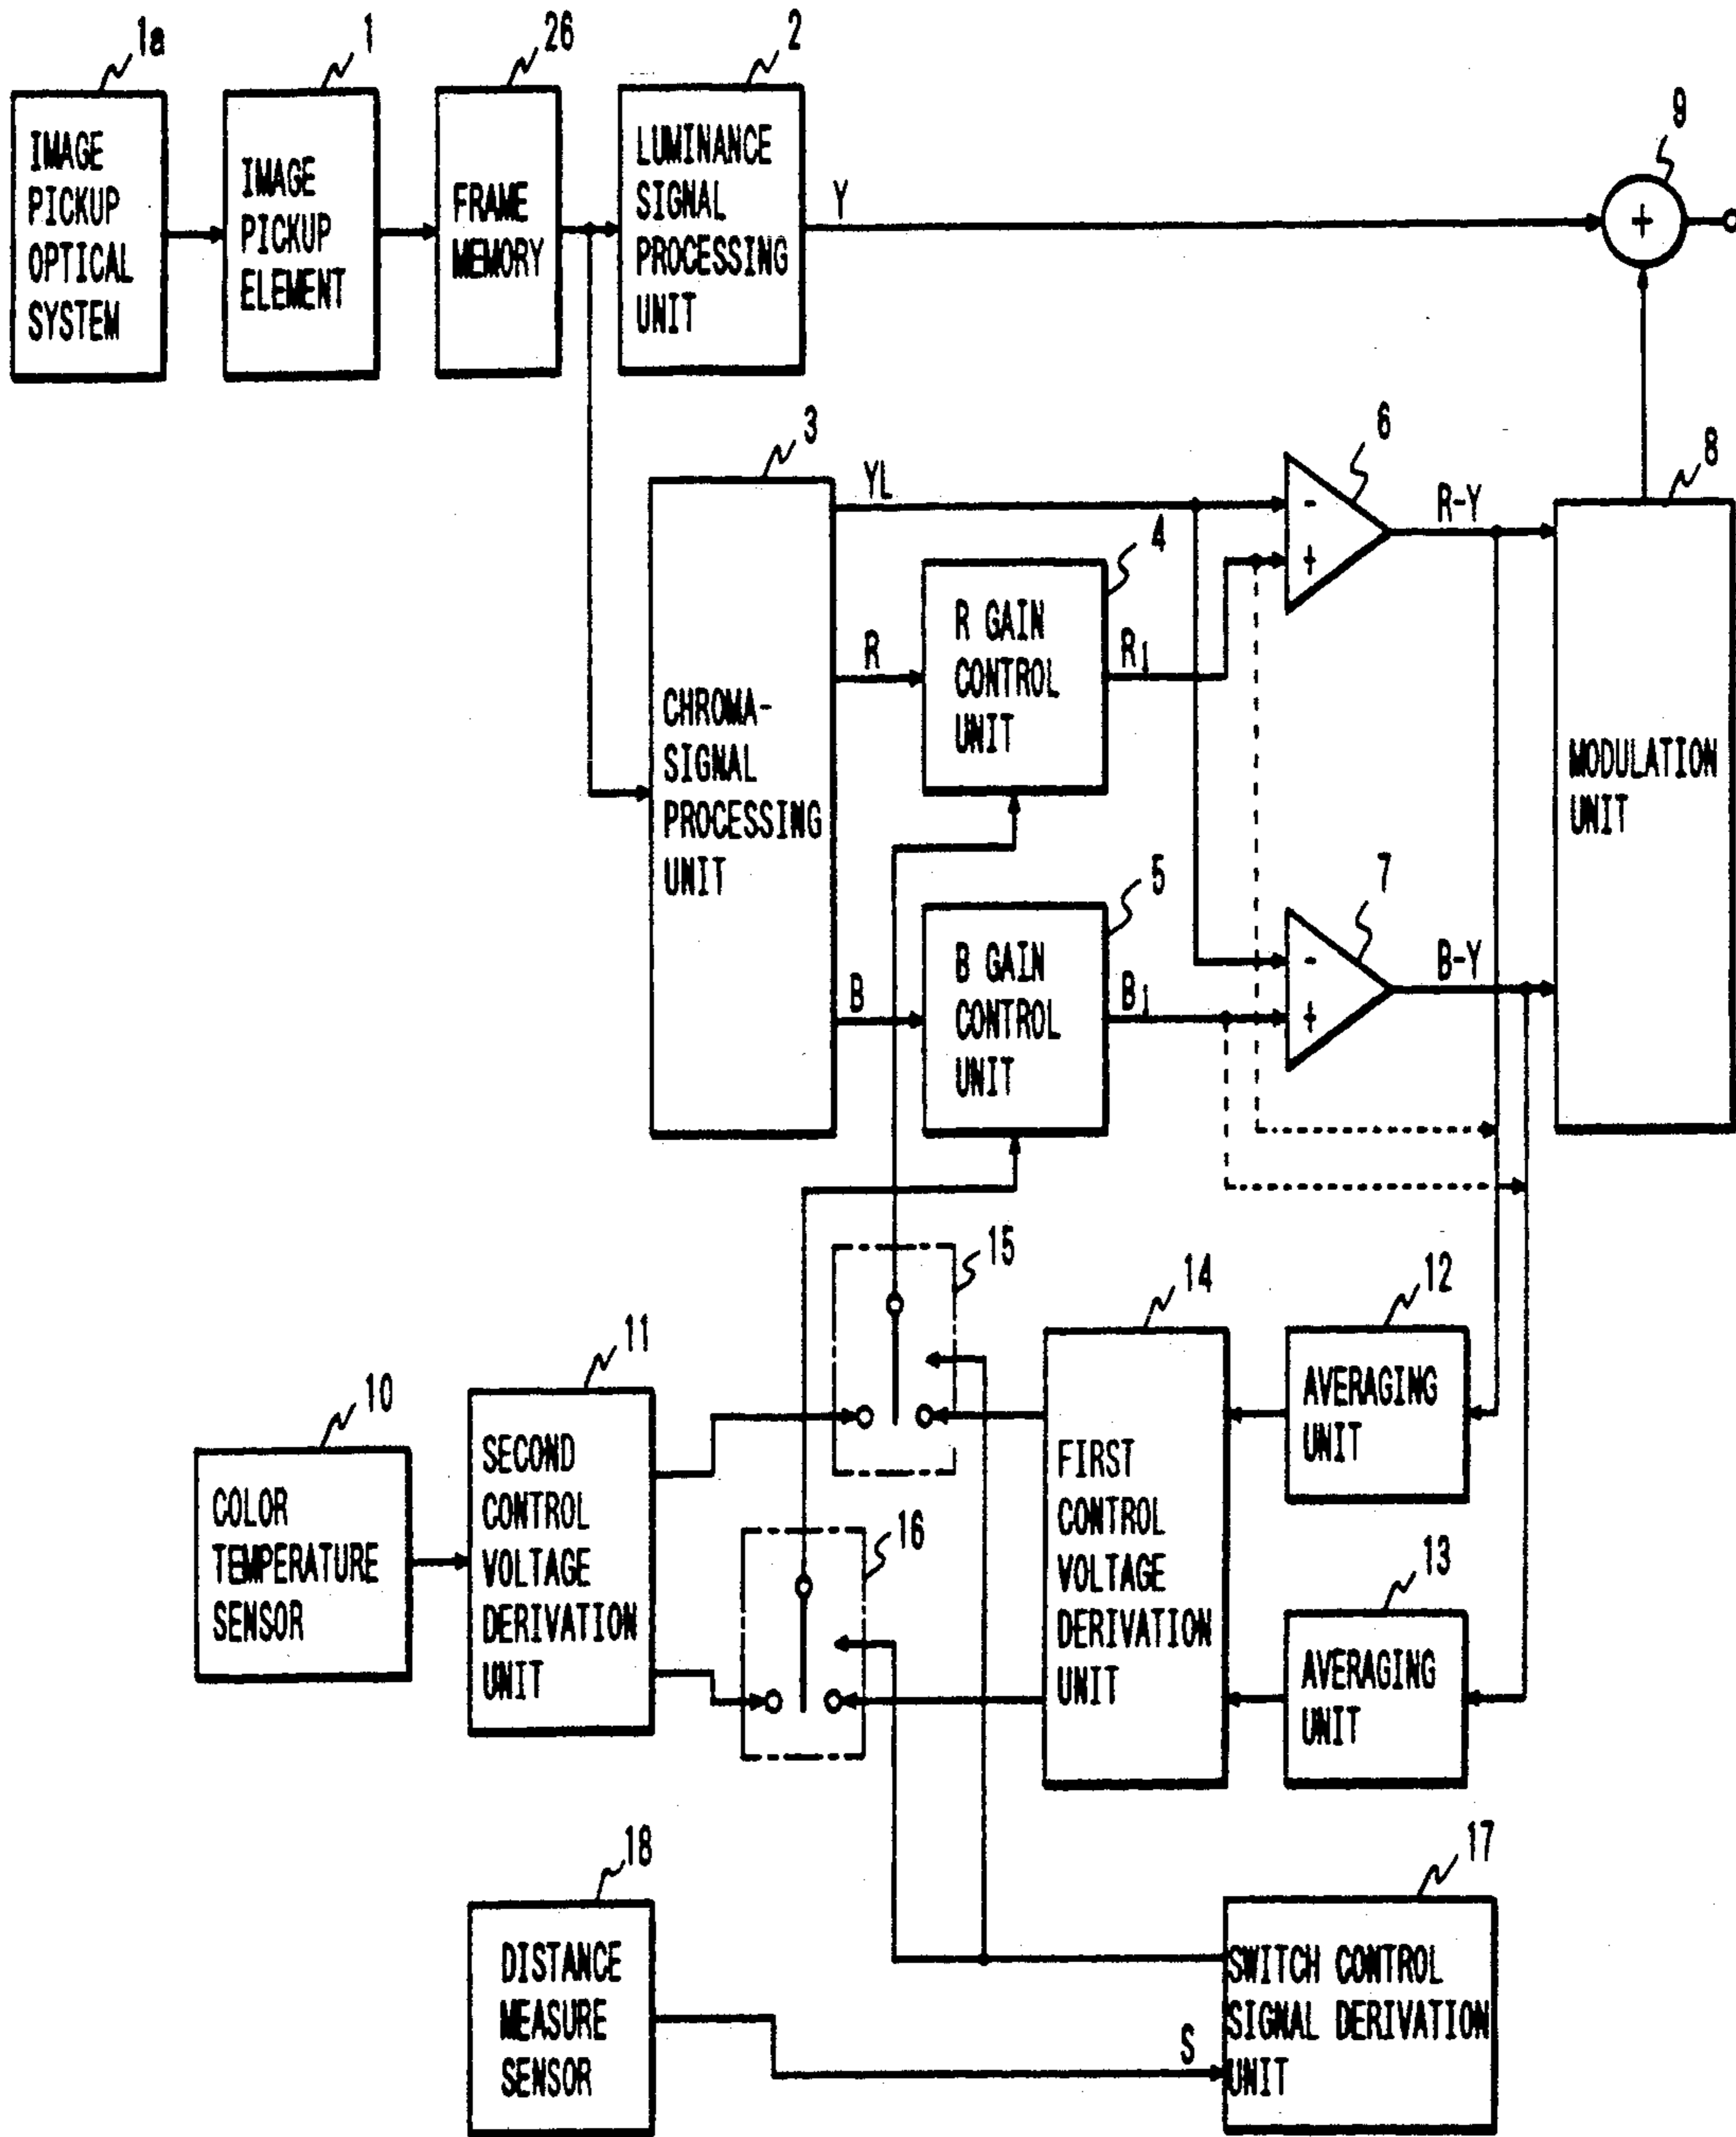 1a
1
26
2
IMAGE
PICKUP
OPTICAL
SYSTEM
IMAGE
PICKUP
ELEMENT
FRAME
MEMORY
LUMINANCE
SIGNAL
PROCESSING
UNIT
Y
9
+
3
CHROMA-
SIGNAL
PROCESSING
UNIT
YL
R
B
4
R GAIN
CONTROL
UNIT
R1
5
B GAIN
CONTROL
UNIT
B1
6
-
+
R-Y
7
-
+
B-Y
8
MODULATION
UNIT
10
COLOR
TEMPERATURE
SENSOR
11
SECOND
CONTROL
VOLTAGE
DERIVATION
UNIT
15
16
14
FIRST
CONTROL
VOLTAGE
DERIVATION
UNIT
12
AVERAGING
UNIT
13
AVERAGING
UNIT
18
DISTANCE
MEASURE
SENSOR
S
17
SWITCH CONTROL
SIGNAL DERIVATION
UNIT